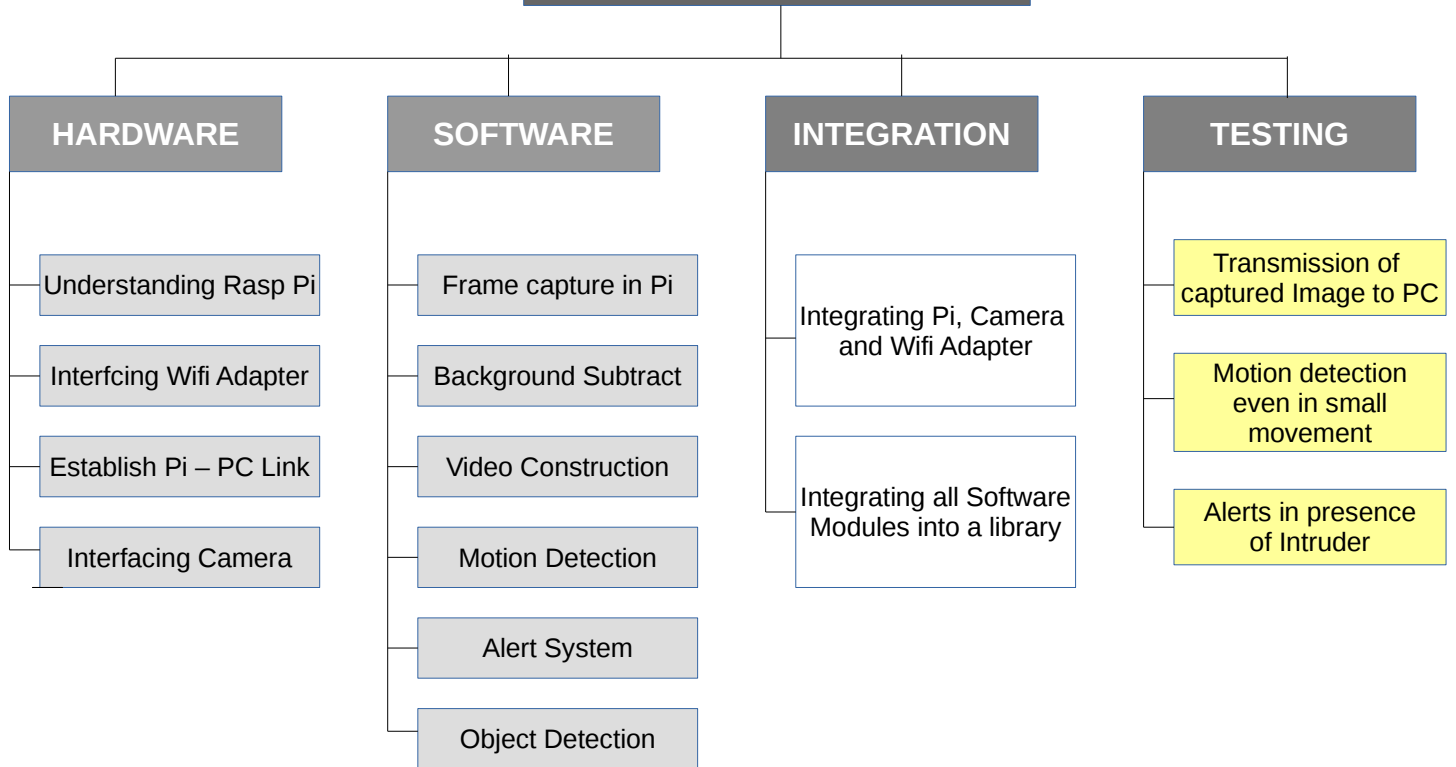 HARDWARE
SOFTWARE
INTEGRATION
TESTING
Understanding Rasp Pi
Interfcing Wifi Adapter
Establish Pi – PC Link
Interfacing Camera
Frame capture in Pi
Background Subtract
Video Construction
Motion Detection
Alert System
Object Detection
Integrating Pi, Camera
and Wifi Adapter
Integrating all Software
Modules into a library
Transmission of
captured Image to PC
Motion detection
even in small
movement
Alerts in presence
of Intruder